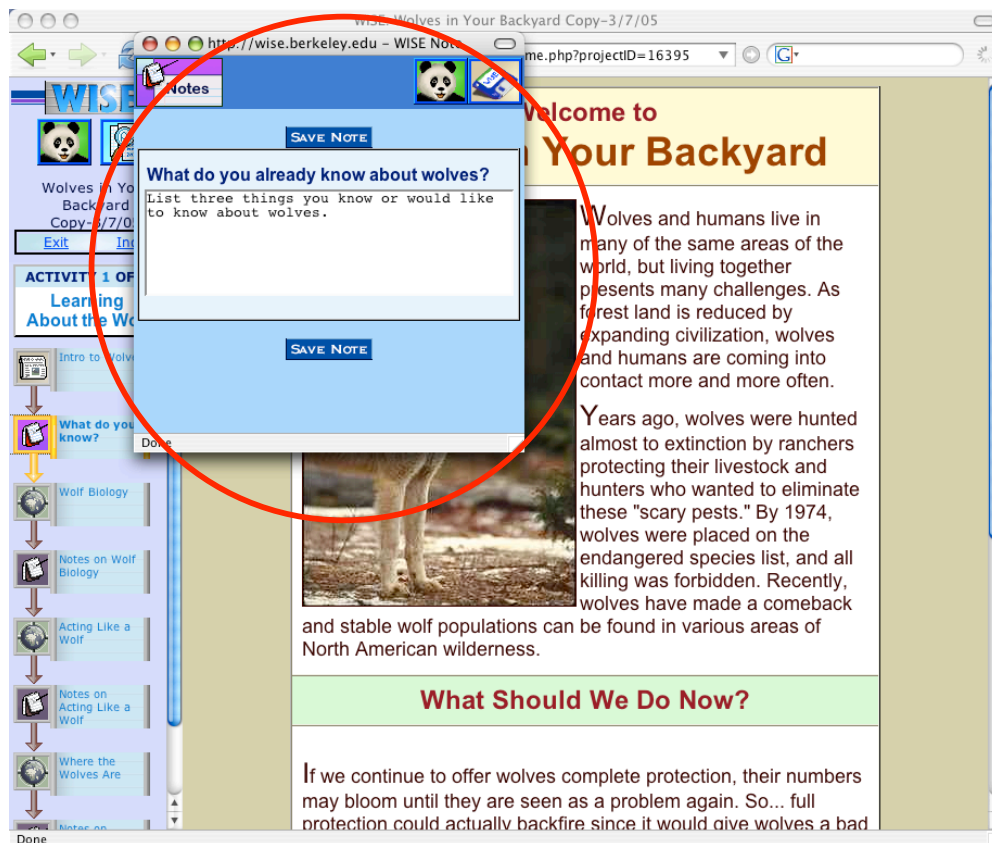 WISE: Wolves in Your Backyard Copy-3/7/05
http://wise.berkeley.edu – WISE Note
me.php?projectID=16395
G
WISE
Notes
SAVE NOTE
What do you already know about wolves?
List three things you know or would like
to know about wolves.
SAVE NOTE
Done
Wolves in Yo
Backyard
Copy-3/7/05
Exit
In
ACTIVITY 1 OF
Learning
About the Wo
Intro to Wolve
What do you
know?
Wolf Biology
Notes on Wolf
Biology
Acting Like a
Wolf
Notes on
Acting Like a
Wolf
Where the
Wolves Are
Notes on
Welcome to
Your Backyard
Wolves and humans live in
many of the same areas of the
world, but living together
presents many challenges. As
forest land is reduced by
expanding civilization, wolves
and humans are coming into
contact more and more often.
Years ago, wolves were hunted
almost to extinction by ranchers
protecting their livestock and
hunters who wanted to eliminate
these "scary pests." By 1974,
wolves were placed on the
endangered species list, and all
killing was forbidden. Recently,
wolves have made a comeback
and stable wolf populations can be found in various areas of
North American wilderness.
What Should We Do Now?
If we continue to offer wolves complete protection, their numbers
may bloom until they are seen as a problem again. So... full
protection could actually backfire since it would give wolves a bad
Done